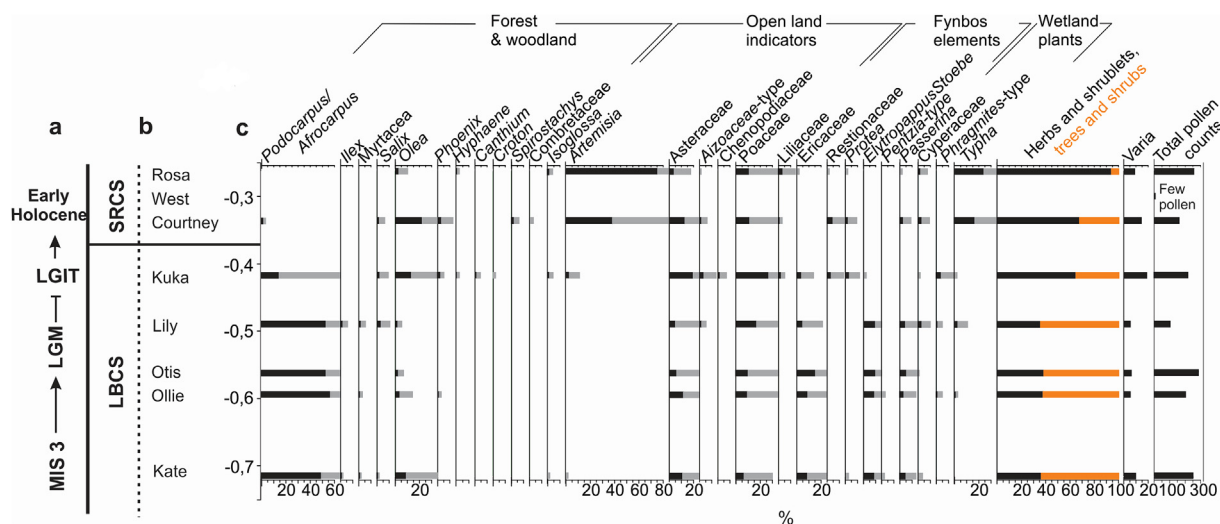 Forest
& woodland
Open land
indicators
Fynbos
elements
Wetland
plants
a
b
c
Podocarpus/
Afrocarpus
Ilex
Myrtacea
Salix
Olea
Phoenix
Hyphaene
Canthium
Croton
Spirostachys
Combretaceae
Isoglossa
Artemisia
Asteraceae
Aizoaceae-type
Chenopodiaceae
Poaceae
Liliaceae
Ericaceae
Restionaceae
Protea
ElytropappusStoebe
Pentzia-type
Passerina
Cyperaceae
Phragmites-type
Typha
Herbs and shrublets,
trees and shrubs
Varia
Total pollen
counts
Early
Holocene
LGIT
LGM
MIS 3
SRCS
LBCS
Rosa
West
Courtney
Kuka
Lily
Otis
Ollie
Kate
-0,3
-0,4
-0,5
-0,6
-0,7
Few
pollen
20 40 60
20
20 40 60 80
20
20
20
20
20 40 60 80 100
20
100
300
%